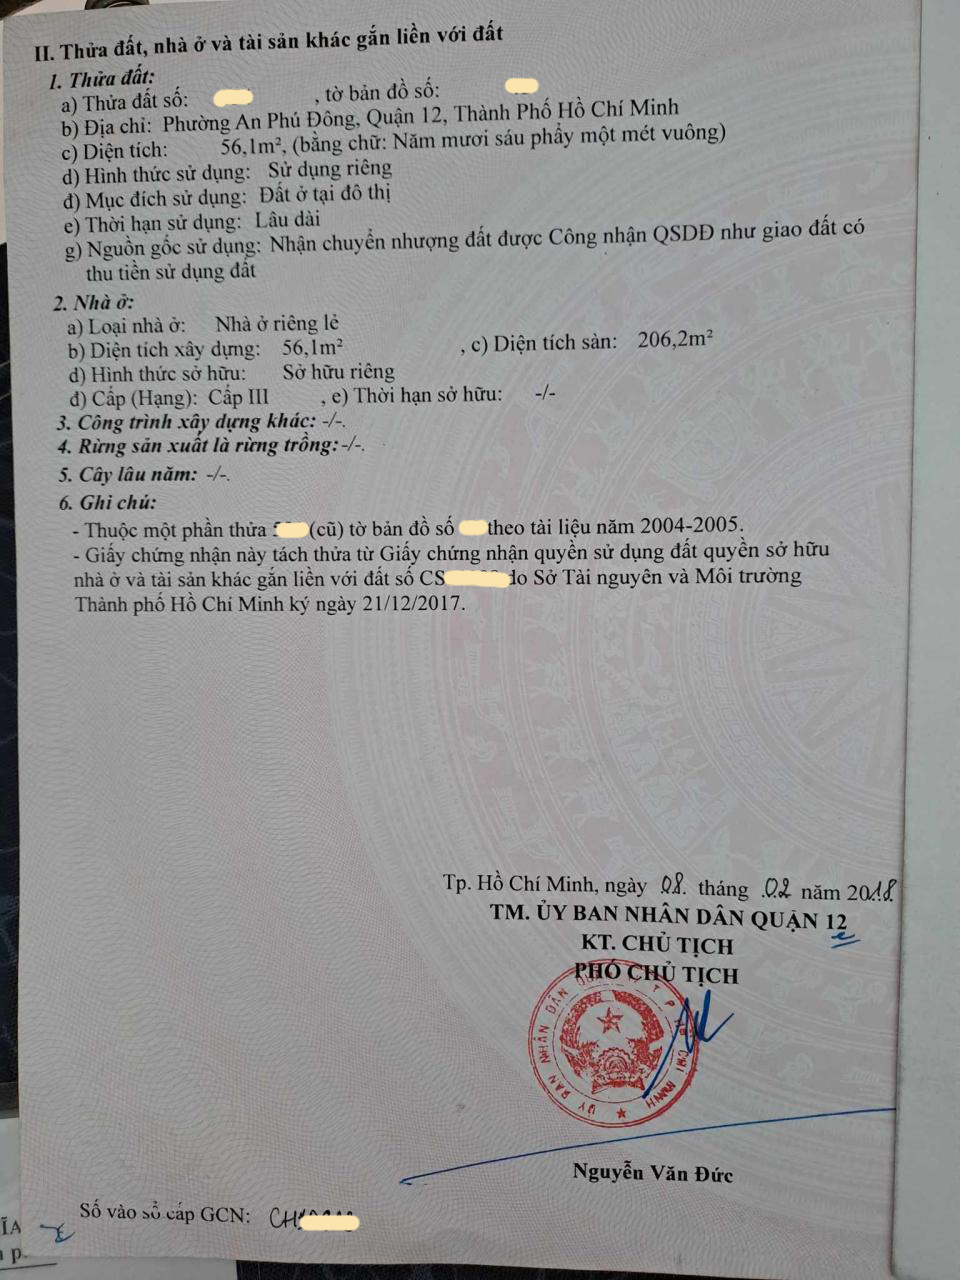 II. Thửa đất, nhà ở và tài sản khác gắn liền với đất
1. Thửa đất:
a) Thửa đất số: , tờ bản đồ số:
b) Địa chỉ: Phường An Phú Đông, Quận 12, Thành Phố Hồ Chí Minh
c) Diện tích: 56,1m², (bằng chữ: Năm mươi sáu phẩy một mét vuông)
d) Hình thức sử dụng: Sử dụng riêng
đ) Mục đích sử dụng: Đất ở tại đô thị
e) Thời hạn sử dụng: Lâu dài
g) Nguồn gốc sử dụng: Nhận chuyển nhượng đất được Công nhận QSDĐ như giao đất có
thu tiền sử dụng đất
2. Nhà ở:
a) Loại nhà ở: Nhà ở riêng lẻ
b) Diện tích xây dựng: 56,1m² , c) Diện tích sàn: 206,2m²
d) Hình thức sở hữu: Sở hữu riêng
đ) Cấp (Hạng): Cấp III , e) Thời hạn sở hữu: -/-
3. Công trình xây dựng khác: -/-.
4. Rừng sản xuất là rừng trồng: -/-.
5. Cây lâu năm: -/-.
6. Ghi chú:
- Thuộc một phần thửa (cũ) tờ bản đồ số theo tài liệu năm 2004-2005.
- Giấy chứng nhận này tách thửa từ Giấy chứng nhận quyền sử dụng đất quyền sở hữu
nhà ở và tài sản khác gắn liền với đất số CS do Sở Tài nguyên và Môi trường
Thành phố Hồ Chí Minh ký ngày 21/12/2017.
Tp. Hồ Chí Minh, ngày 08 tháng 02 năm 2018
TM. ỦY BAN NHÂN DÂN QUẬN 12
KT. CHỦ TỊCH
PHÓ CHỦ TỊCH
ỦY BAN NHÂN DÂN QUẬN T.P HỒ CHÍ MINH
Nguyễn Văn Đức
Số vào sổ cấp GCN: CH
ĨA